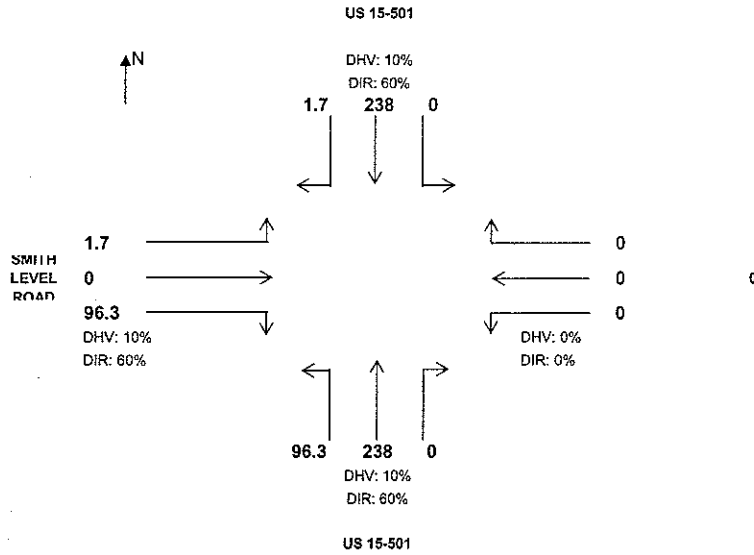 US 15-501
N
DHV: 10%
DIR: 60%
1.7 238 0
1.7
SMITH
LEVEL
ROAD
0
96.3
DHV: 10%
DIR: 60%
0
0
0
DHV: 0%
DIR: 0%
96.3 238 0
DHV: 10%
DIR: 60%
US 15-501